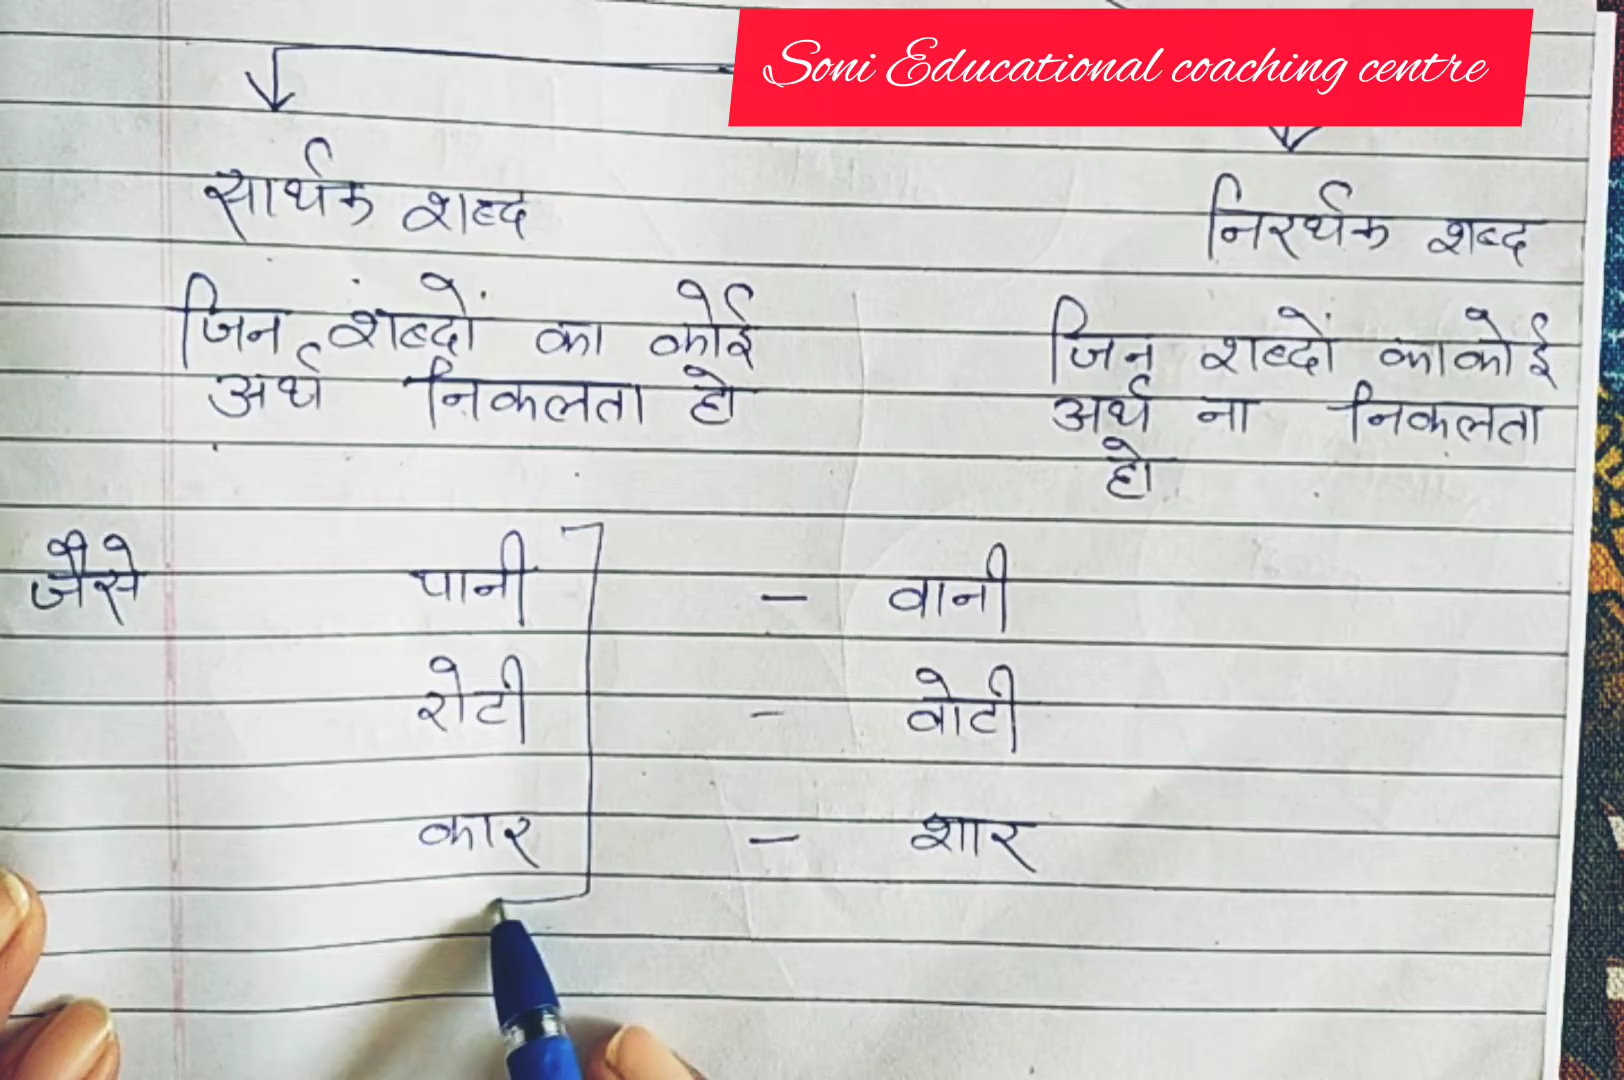 Soni Educational coaching centre
सार्थक शब्द
निरर्थक शब्द
जिन शब्दों का कोई
अर्थ निकलता हो
जिन शब्दों का कोई
अर्थ ना निकलता
हो
जैसे पानी - वानी
रोटी - वोटी
कार - शार